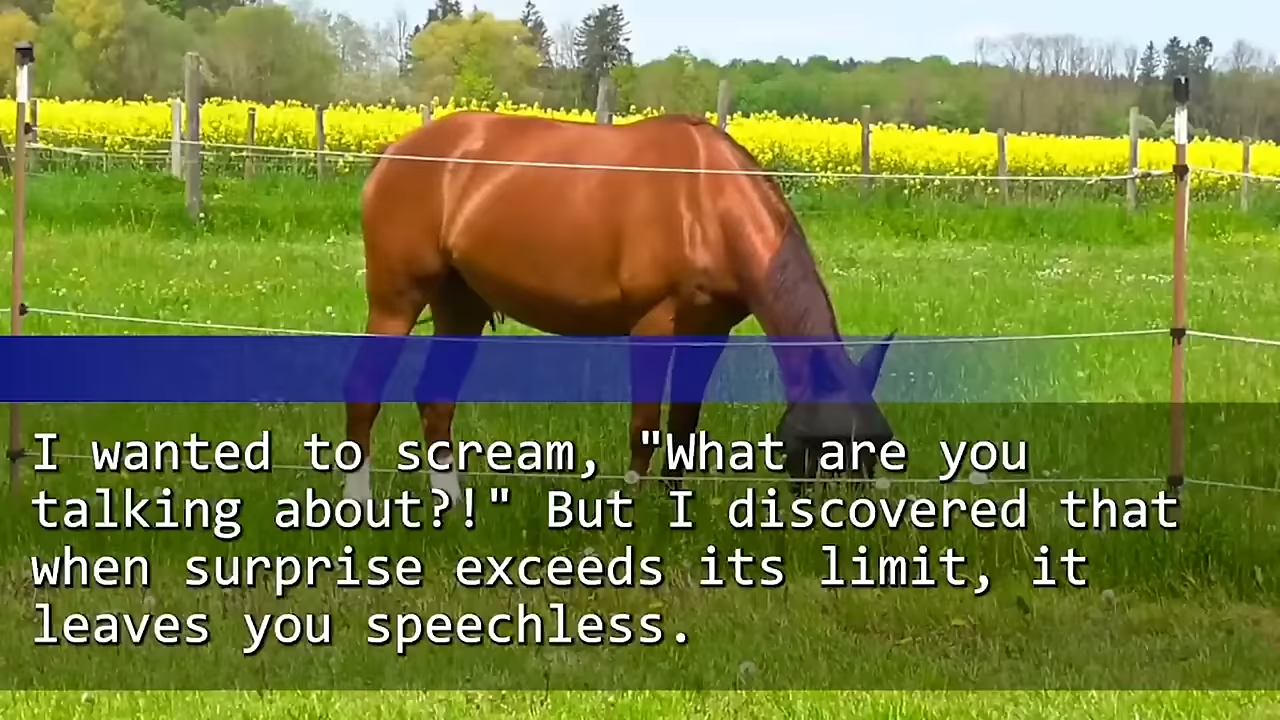 I wanted to scream, "What are you
talking about?!" But I discovered that
when surprise exceeds its limit, it
leaves you speechless.